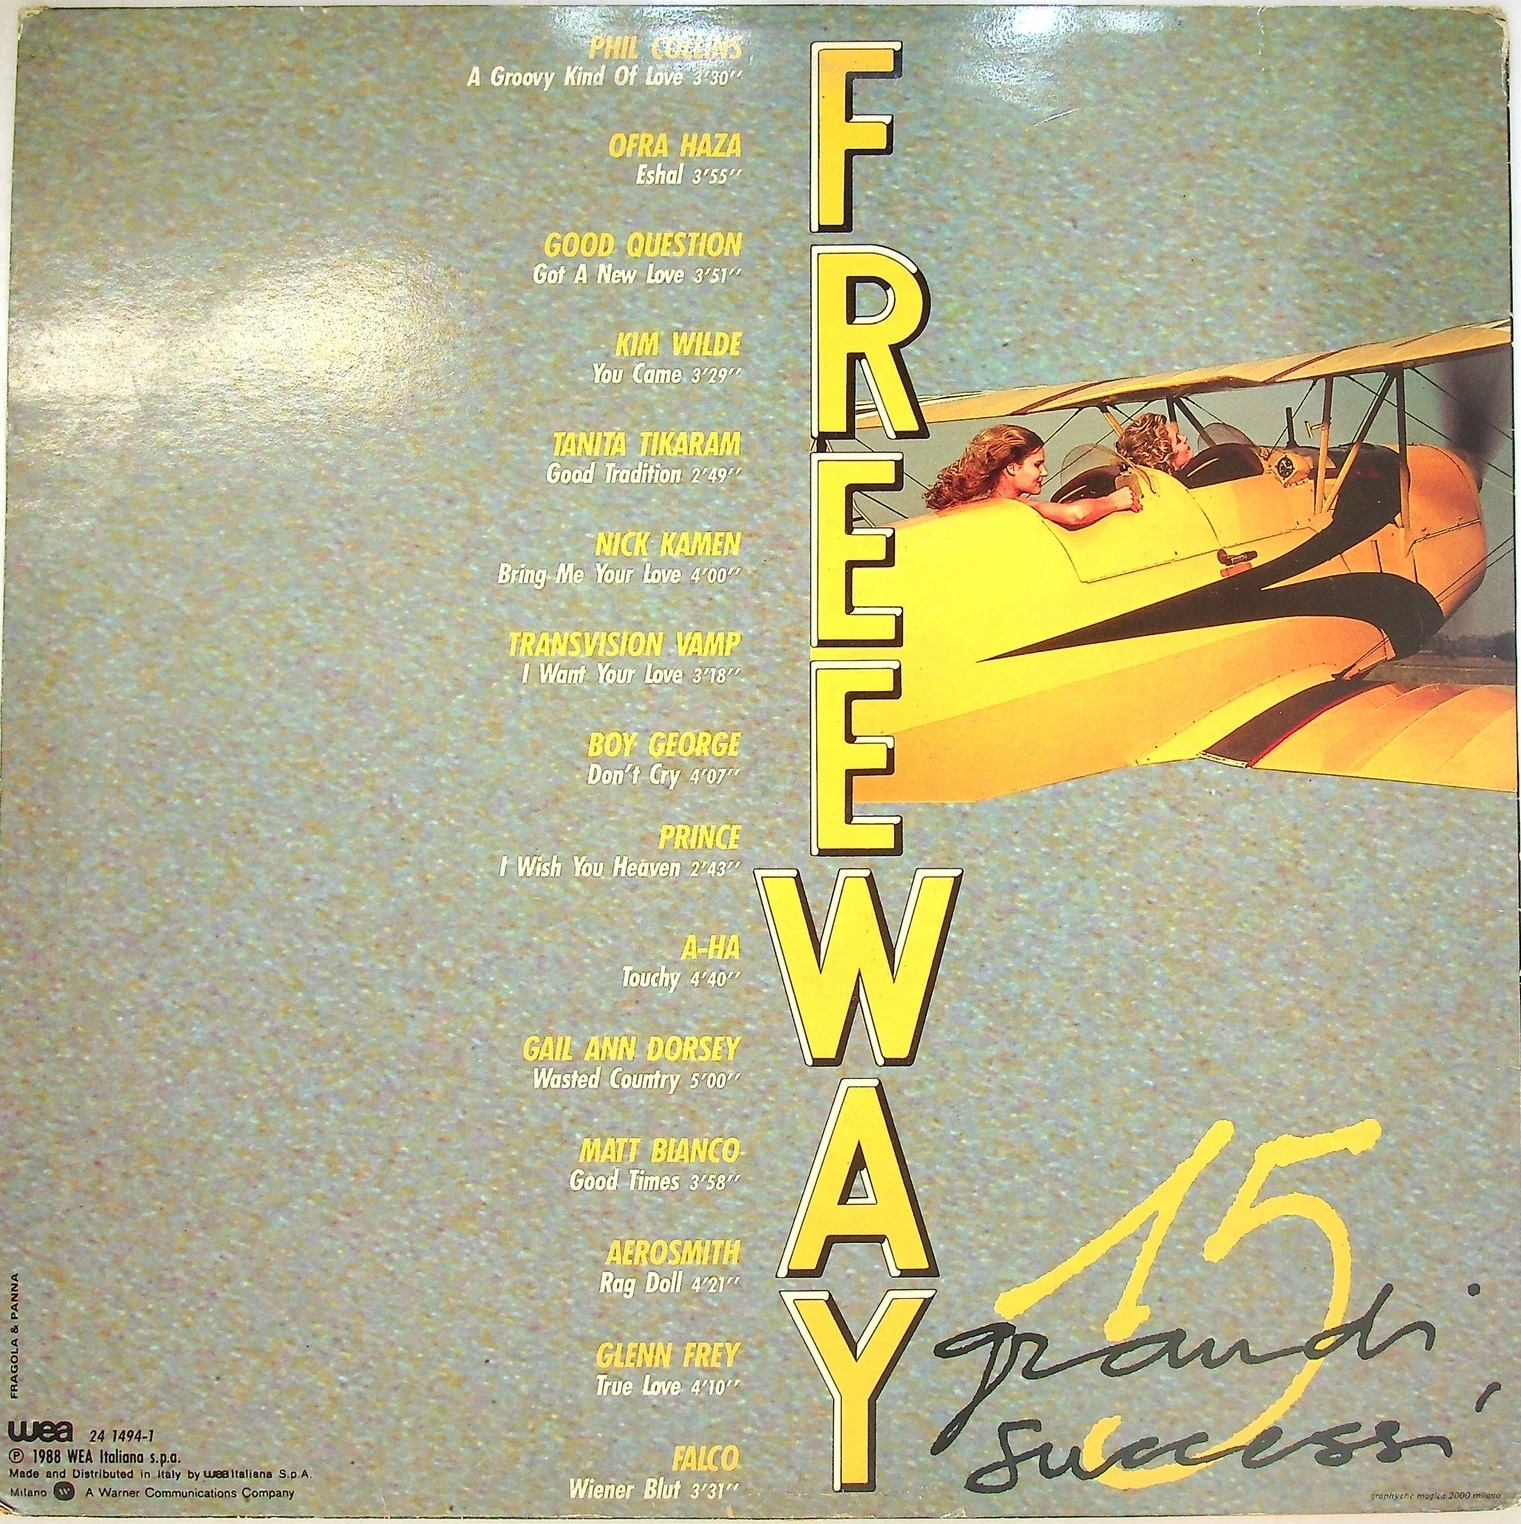 PHIL COLLINS
A Groovy Kind Of Love 3'30''
OFRA HAZA
Eshal 3'55''
GOOD QUESTION
Got A New Love 3'51''
KIM WILDE
You Came 3'29''
TANITA TIKARAM
Good Tradition 2'49''
NICK KAMEN
Bring Me Your Love 4'00''
TRANSVISION VAMP
I Want Your Love 3'18''
BOY GEORGE
Don't Cry 4'07''
PRINCE
I Wish You Heaven 2'43''
A-HA
Touchy 4'40''
GAIL ANN DORSEY
Wasted Country 5'00''
MATT BIANCO
Good Times 3'58''
AEROSMITH
Rag Doll 4'21''
GLENN FREY
True Love 4'10''
FALCO
Wiener Blut 3'31''
FREEWAY
15
grandi
successi
FRAGOLA & PANNA
wea 24 1494-1
℗ 1988 WEA Italiana s.p.a.
Made and Distributed in Italy by wea Italiana S.p.A.
Milano A Warner Communications Company
graphyche magica 2000 milano